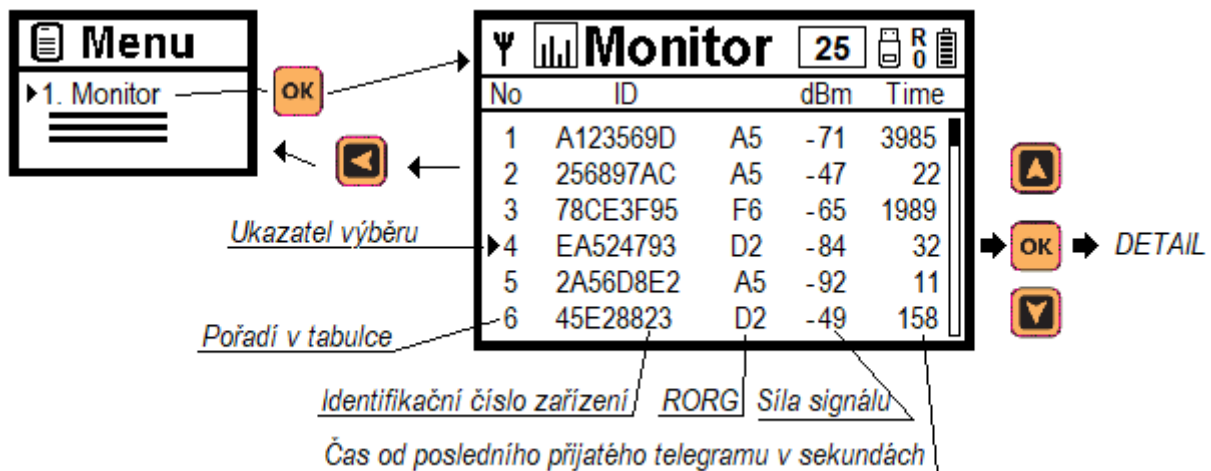 Menu
1. Monitor
OK
Monitor 25 R 0
No ID dBm Time
1 A123569D A5 -71 3985
2 256897AC A5 -47 22
3 78CE3F95 F6 -65 1989
4 EA524793 D2 -84 32
5 2A56D8E2 A5 -92 11
6 45E28823 D2 -49 158
Ukazatel výběru
Pořadí v tabulce
OK DETAIL
Identifikační číslo zařízení RORG Síla signálu
Čas od posledního přijatého telegramu v sekundách